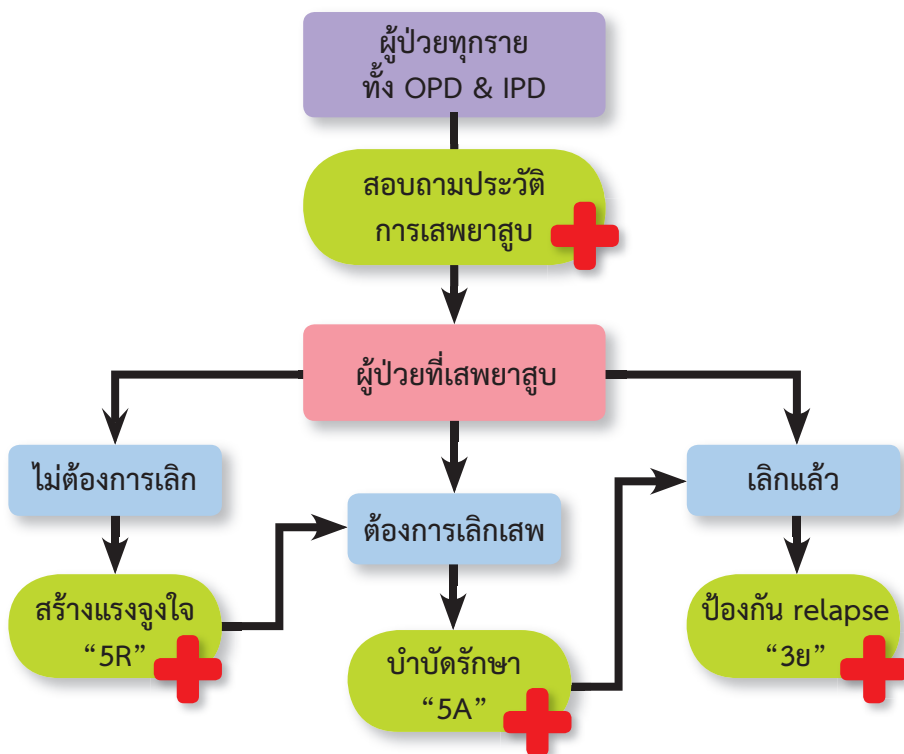 ผู้ป่วยทุกราย
ทั้ง OPD & IPD
สอบถามประวัติ
การเสพยาสูบ
ผู้ป่วยที่เสพยาสูบ
ไม่ต้องการเลิก
ต้องการเลิกเสพ
เลิกแล้ว
สร้างแรงจูงใจ
“5R”
บำบัดรักษา
“5A”
ป้องกัน relapse
“3ย”